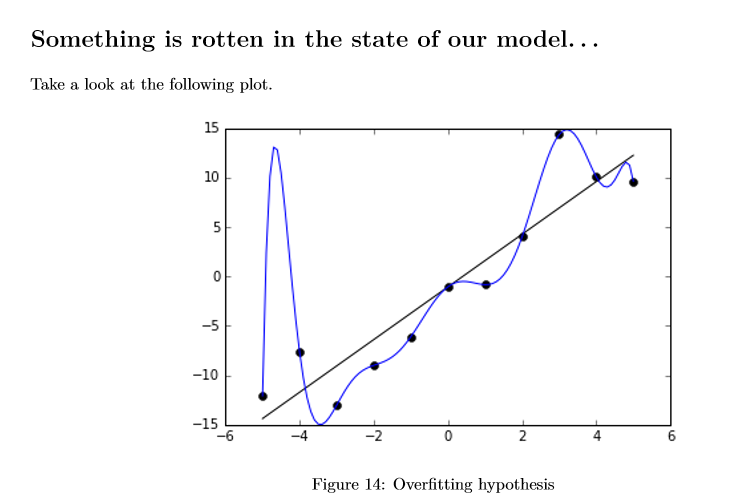 Something is rotten in the state of our model...
Take a look at the following plot.
15
10
5
0
−5
−10
−15
−6 −4 −2 0 2 4 6
Figure 14: Overfitting hypothesis